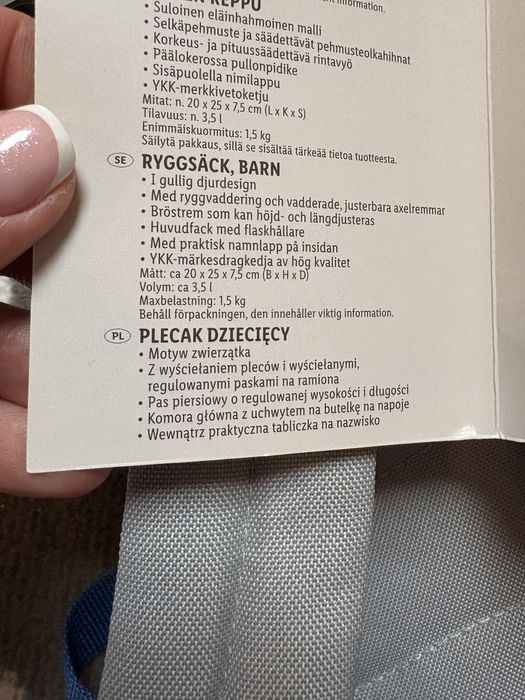 information.
KEPPU
• Suloinen eläinhahmoinen malli
• Selkäpehmuste ja säädettävät pehmusteolkahihnat
• Korkeus- ja pituussäädettävä rintavyö
• Päälokerossa pullonpidike
• Sisäpuolella nimilappu
• YKK-merkkivetoketju
Mitat: n. 20 x 25 x 7,5 cm (L x K x S)
Tilavuus: n. 3,5 l
Enimmäiskuormitus: 1,5 kg
Säilytä pakkaus, sillä se sisältää tärkeää tietoa tuotteesta.
SE RYGGSÄCK, BARN
• I gullig djurdesign
• Med ryggvaddering och vadderade, justerbara axelremmar
• Bröstrem som kan höjd- och längdjusteras
• Huvudfack med flaskhållare
• Med praktisk namnlapp på insidan
• YKK-märkesdragkedja av hög kvalitet
Mått: ca 20 x 25 x 7,5 cm (B x H x D)
Volym: ca 3,5 l
Maxbelastning: 1,5 kg
Behåll förpackningen, den innehåller viktig information.
PL PLECAK DZIECIĘCY
• Motyw zwierzątka
• Z wyściełaniem pleców i wyściełanymi,
regulowanymi paskami na ramiona
• Pas piersiowy o regulowanej wysokości i długości
• Komora główna z uchwytem na butelkę na napoje
• Wewnątrz praktyczna tabliczka na nazwisko